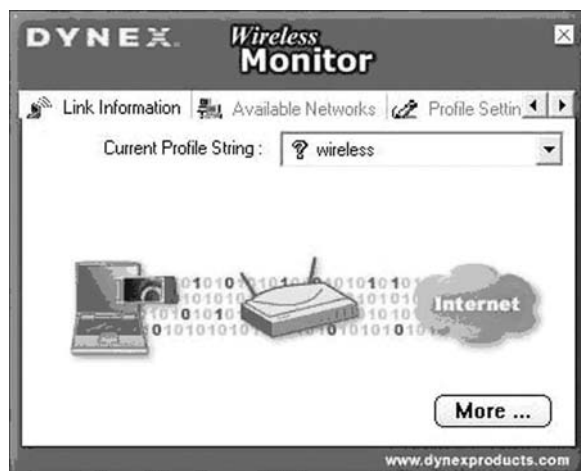 DYNEX Wireless
Monitor
Link Information Available Networks Profile Settin
Current Profile String : wireless
Internet
More ...
www.dynexproducts.com